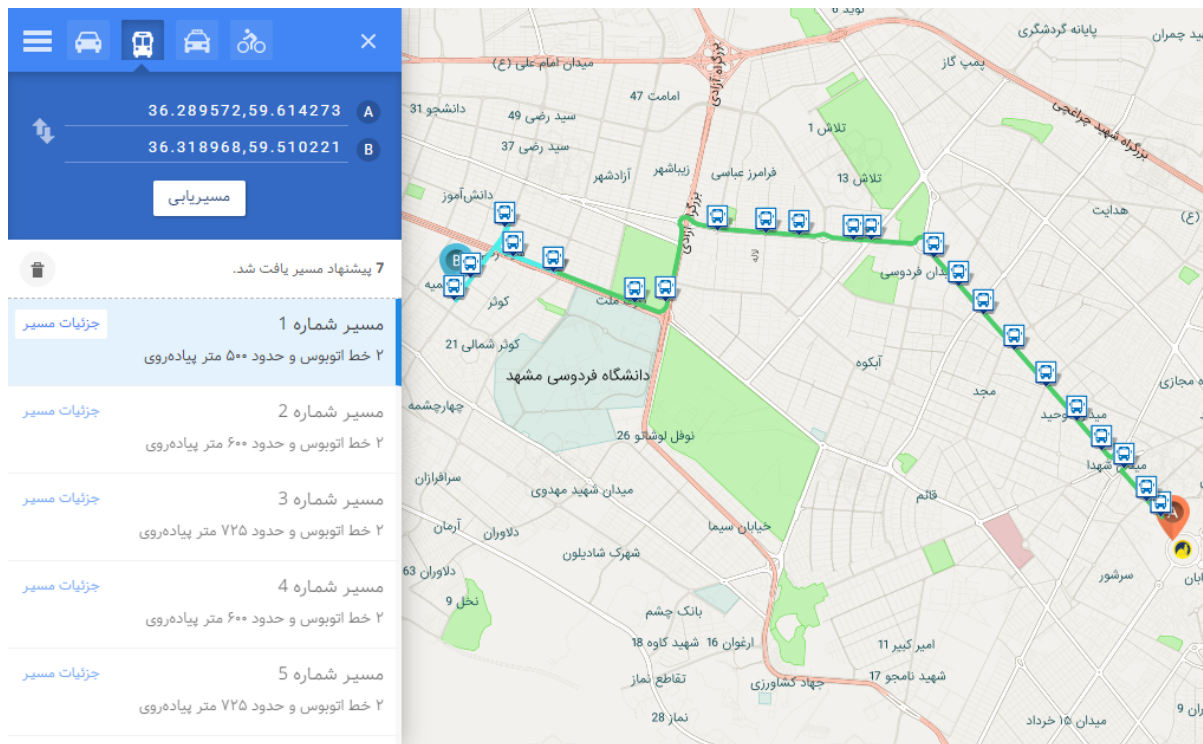 36.289572,59.614273
A
36.318968,59.510221
B
مسیریابی
7 پیشنهاد مسیر یافت شد.
مسیر شماره 1
جزئیات مسیر
۲ خط اتوبوس و حدود ۵۰۰ متر پیاده‌روی
مسیر شماره 2
جزئیات مسیر
۲ خط اتوبوس و حدود ۶۰۰ متر پیاده‌روی
مسیر شماره 3
جزئیات مسیر
۲ خط اتوبوس و حدود ۷۲۵ متر پیاده‌روی
مسیر شماره 4
جزئیات مسیر
۲ خط اتوبوس و حدود ۶۰۰ متر پیاده‌روی
مسیر شماره 5
جزئیات مسیر
۲ خط اتوبوس و حدود ۷۲۵ متر پیاده‌روی
نوید 6
پایانه گردشگری
چمران
میدان امام علی (ع)
پمپ گاز
بزرگراه آزادی
امامت 47
دانشجو 31
سید رضی 49
بزرگراه شهید چراغچی
تلاش 1
سید رضی 37
زیباشهر
فرامرز عباسی
آزادشهر
تلاش 13
دانش‌آموز
هدایت
(ع)
لاله
B
فردوسی
کوثر
ملت
کوثر شمالی 21
آبکوه
دانشگاه فردوسی مشهد
مجد
مجازی
چهارچشمه
نوفل لوشاتو 26
سرافرازان
میدان شهید مهدوی
قائم
شهدا
A
آرمان
دلاوران
خیابان سیما
شهرک شادیلون
دلاوران 63
سرشور
نخل 9
بانک چشم
ارغوان 16
شهید کاوه 18
امیر کبیر 11
تقاطع نماز
جهاد کشاورزی
شهید نامجو 17
نماز 28
میدان ۱۵ خرداد